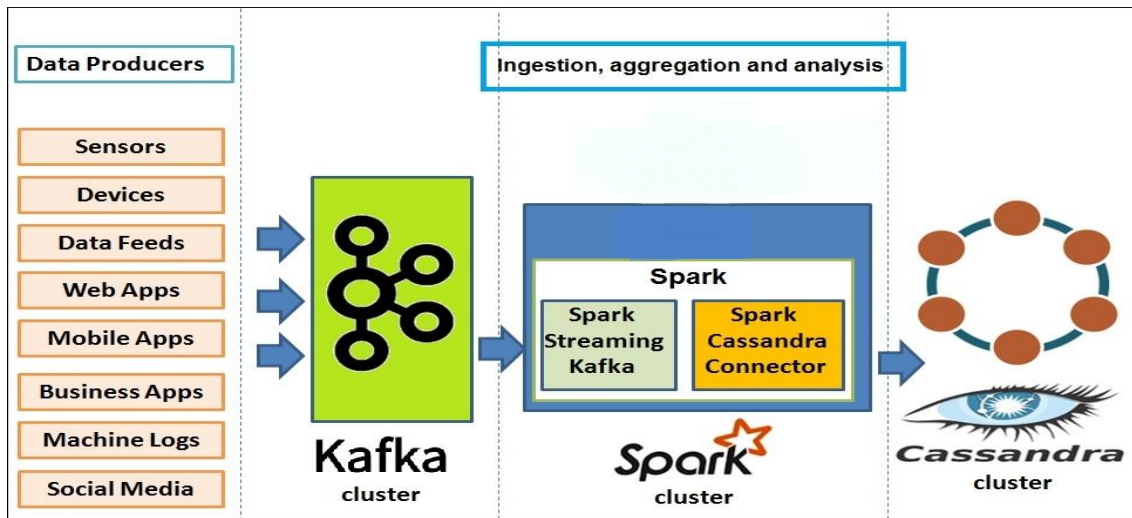 Data Producers
Ingestion, aggregation and analysis
Sensors
Devices
Data Feeds
Web Apps
Mobile Apps
Business Apps
Machine Logs
Social Media
Kafka
cluster
Spark
Spark
Streaming
Kafka
Spark
Cassandra
Connector
Spark
cluster
Cassandra
cluster